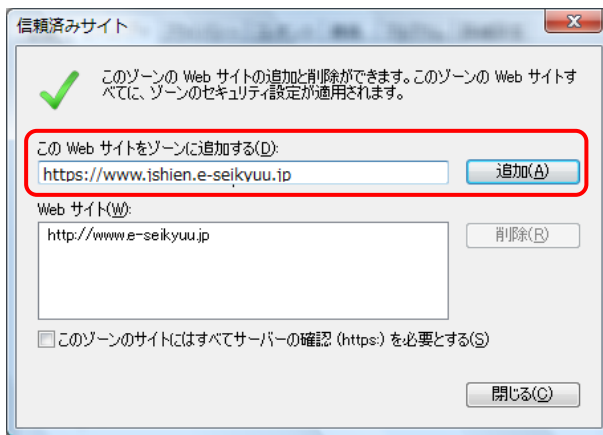 信頼済みサイト
このゾーンの Web サイトの追加と削除ができます。このゾーンの Web サイトす
べてに、ゾーンのセキュリティ設定が適用されます。
この Web サイトをゾーンに追加する(D):
https://www.jshien.e-seikyuu.jp
追加(A)
Web サイト(W):
http://www.e-seikyuu.jp
削除(R)
このゾーンのサイトにはすべてサーバーの確認 (https:) を必要とする(S)
閉じる(C)